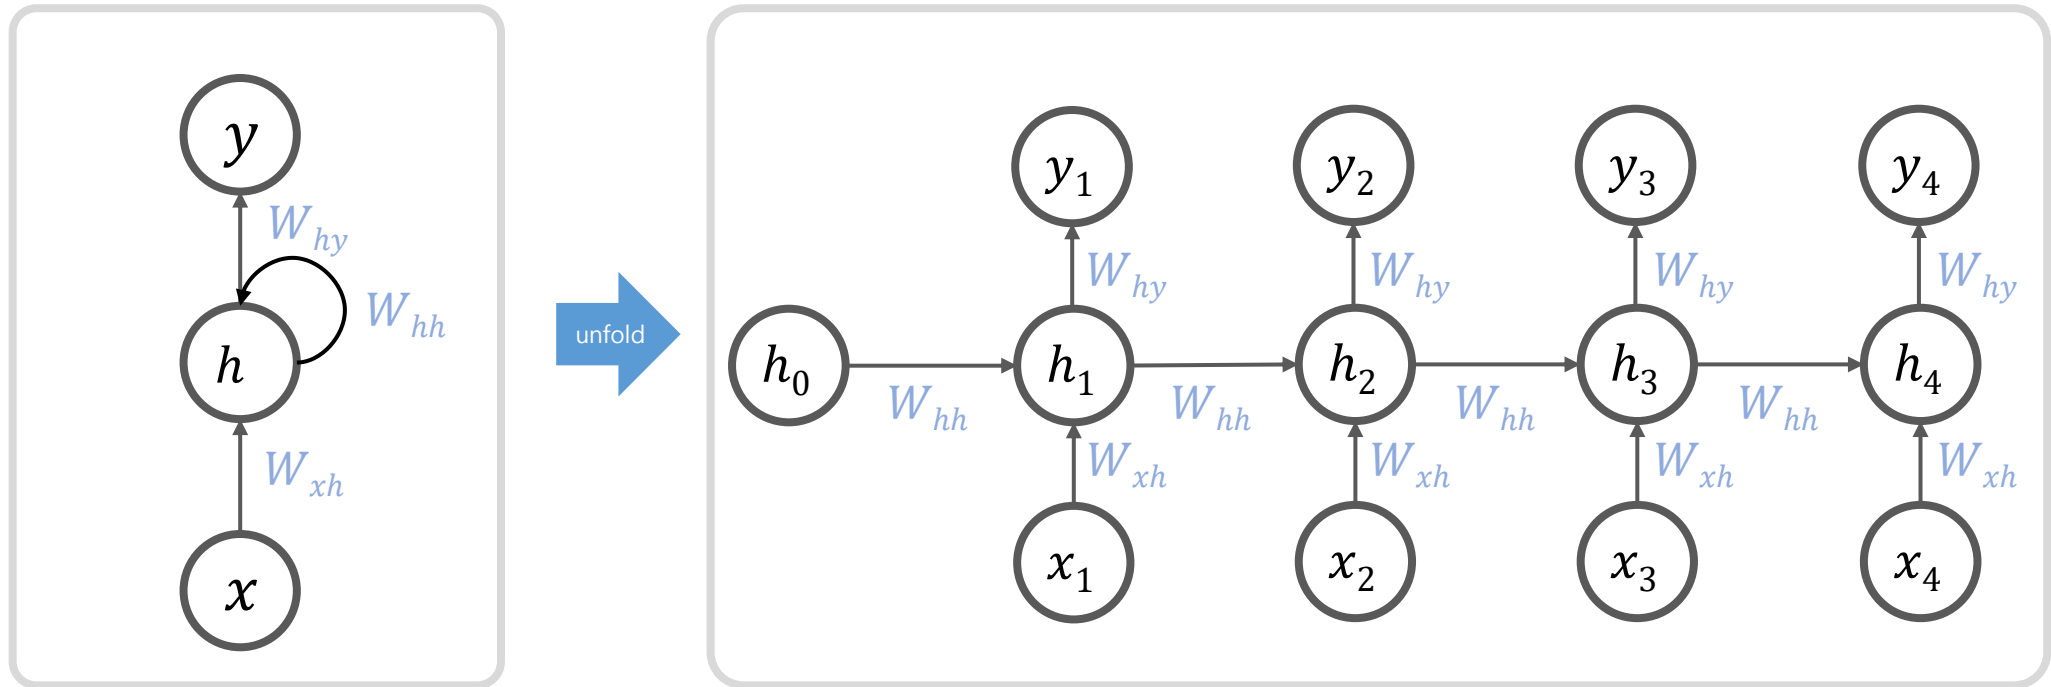 y
W_hy
W_hh
h
W_xh
x
unfold
y_1 y_2 y_3 y_4
W_hy W_hy W_hy W_hy
h_0 h_1 h_2 h_3 h_4
W_hh W_hh W_hh W_hh
W_xh W_xh W_xh W_xh
x_1 x_2 x_3 x_4